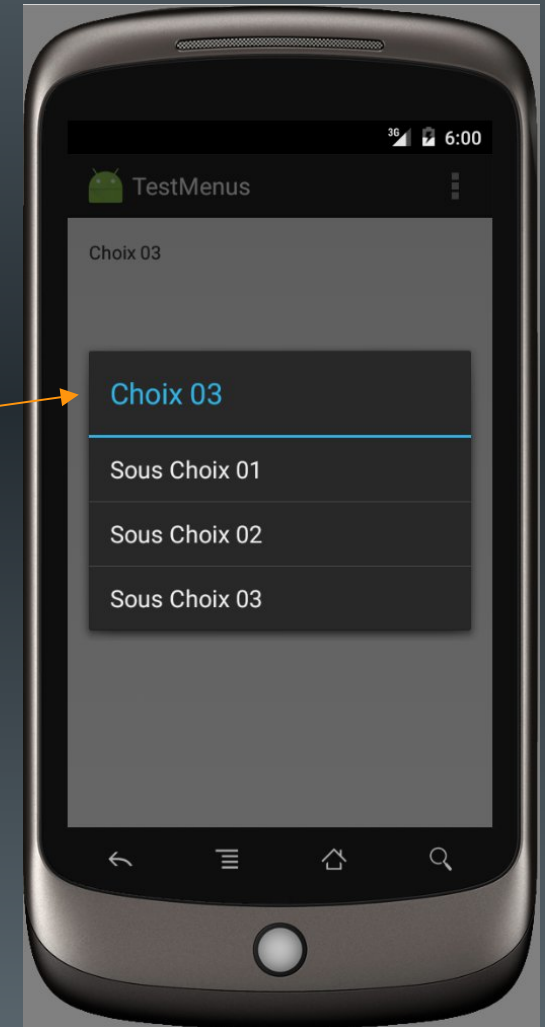 3G 6:00
TestMenus
Choix 03
Choix 03
Sous Choix 01
Sous Choix 02
Sous Choix 03